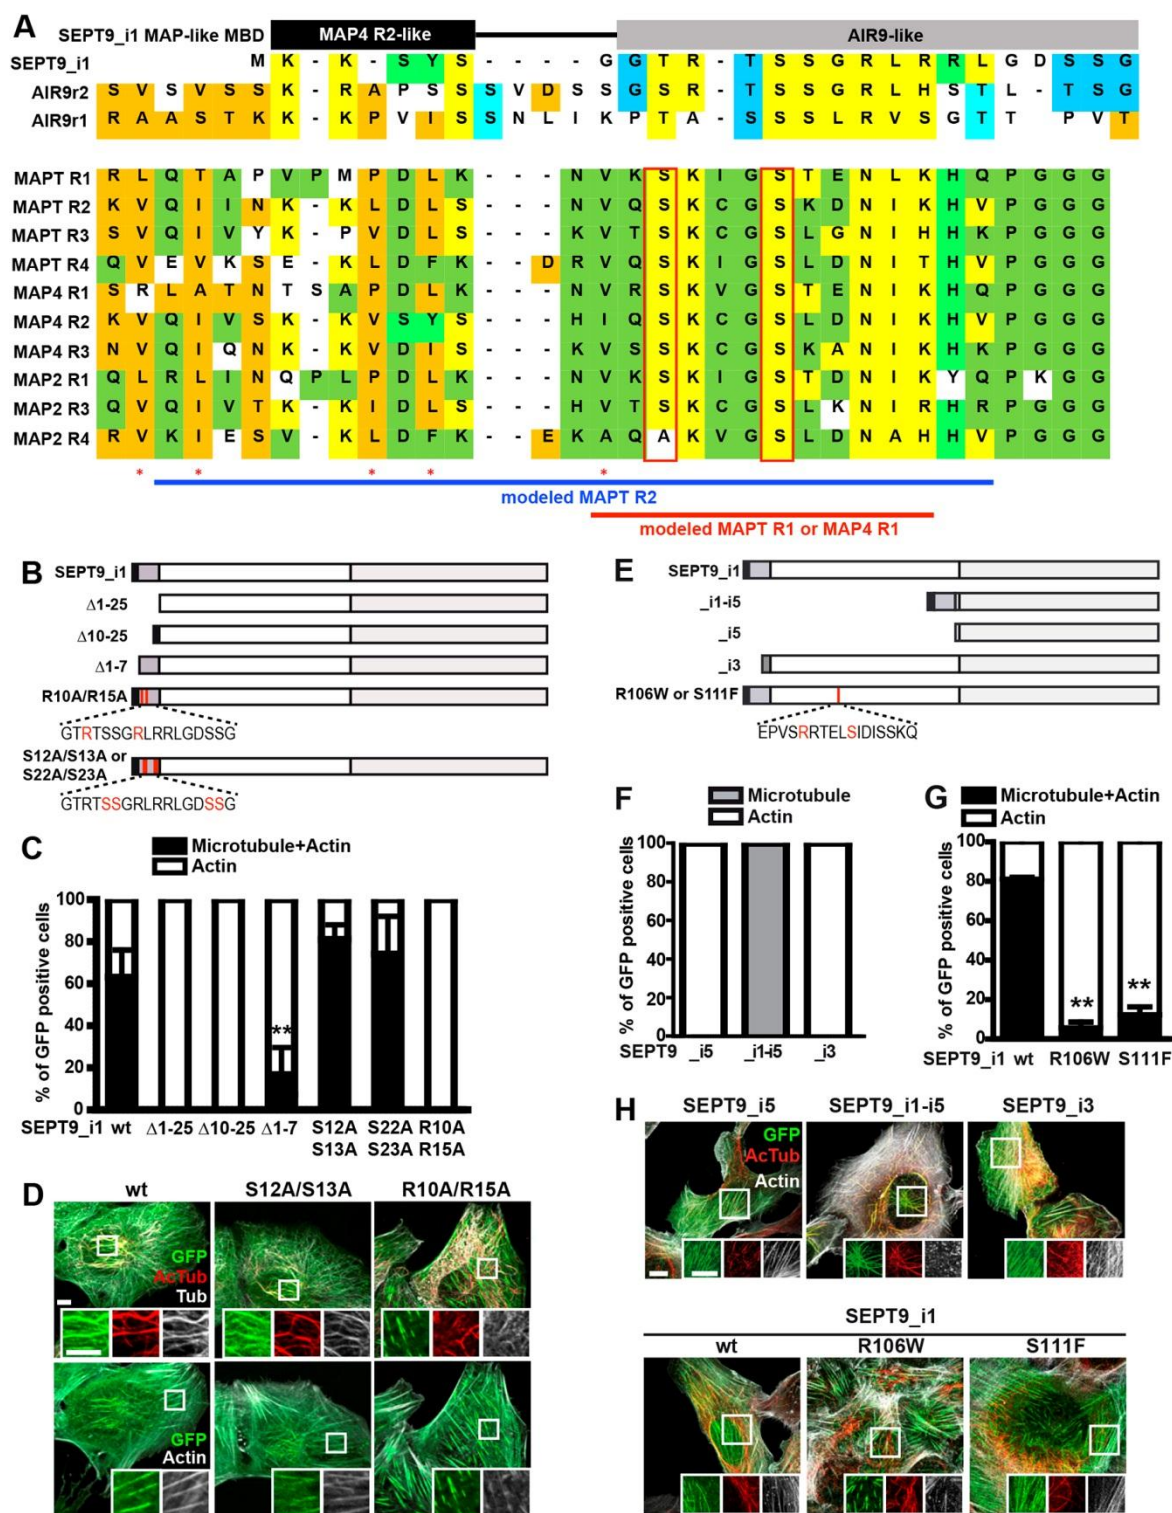 A
SEPT9_i1 MAP-like MBD MAP4 R2-like AIR9-like
SEPT9_i1 M K - K - S Y S - - - - G G T R - T S S G R L R R L G D S S G
AIR9r2 S V S V S S K - R A P S S S V D S S G S R - T S S G R L H S T L - T S G
AIR9r1 R A A S T K K - K P V I S S N L I K P T A - S S S L R V S G T T P V T
MAPT R1 R L Q T A P V P M P D L K - - - N V K S K I G S T E N L K H Q P G G G
MAPT R2 K V Q I I N K - K L D L S - - - N V Q S K C G S K D N I K H V P G G G
MAPT R3 S V Q I V Y K - P V D L S - - - K V T S K C G S L G N I H H K P G G G
MAPT R4 Q V E V K S E - K L D F K - - D R V Q S K I G S L D N I T H V P G G G
MAP4 R1 S R L A T N T S A P D L K - - - N V R S K V G S T E N I K H Q P G G G
MAP4 R2 K V Q I V S K - K V S Y S - - - H I Q S K C G S L D N I K H V P G G G
MAP4 R3 N V Q I Q N K - K V D I S - - - K V S S K C G S K A N I K H K P G G G
MAP2 R1 Q L R L I N Q P L P D L K - - - N V K S K I G S T D N I K Y Q P K G G
MAP2 R3 Q V Q I V T K - K I D L S - - - H V T S K C G S L K N I R H R P G G G
MAP2 R4 R V K I E S V - K L D F K - - E K A Q A K V G S L D N A H H V P G G G
* * * * *
modeled MAPT R2
modeled MAPT R1 or MAP4 R1
B
SEPT9_i1
Δ1-25
Δ10-25
Δ1-7
R10A/R15A
GTRTSSGRLRRLGDSSG
S12A/S13A or
S22A/S23A
GTRTSSGRLRRLGDSSG
E
SEPT9_i1
_i1-i5
_i5
_i3
R106W or S111F
EPVSRRTELSIDISSKQ
C
Microtubule+Actin
Actin
% of GFP positive cells
100
80
60
40
20
0
**
SEPT9_i1 wt Δ1-25 Δ10-25 Δ1-7 S12A S22A R10A
S13A S23A R15A
F
Microtubule
Actin
% of GFP positive cells
100
80
60
40
20
0
SEPT9 _i5 _i1-i5 _i3
G
Microtubule+Actin
Actin
% of GFP positive cells
100
80
60
40
20
0
** **
SEPT9_i1 wt R106W S111F
D
wt S12A/S13A R10A/R15A
GFP
AcTub
Tub
GFP
Actin
H
SEPT9_i5 SEPT9_i1-i5 SEPT9_i3
GFP
AcTub
Actin
SEPT9_i1
wt R106W S111F